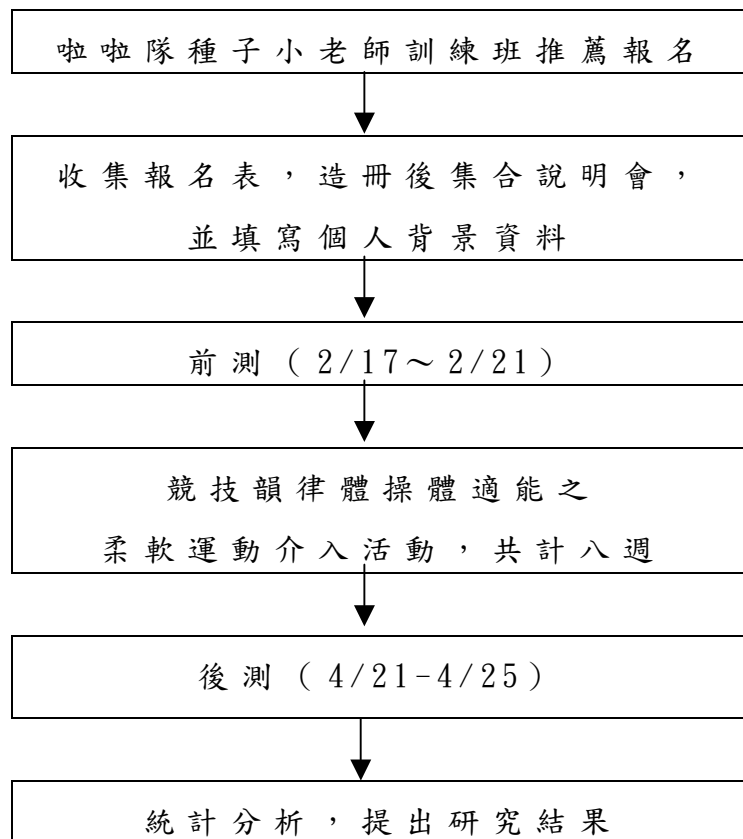 啦啦隊種子小老師訓練班推薦報名
收集報名表，造冊後集合說明會，
並填寫個人背景資料
前測（2/17～2/21）
競技韻律體操體適能之
柔軟運動介入活動，共計八週
後測（4/21-4/25）
統計分析，提出研究結果